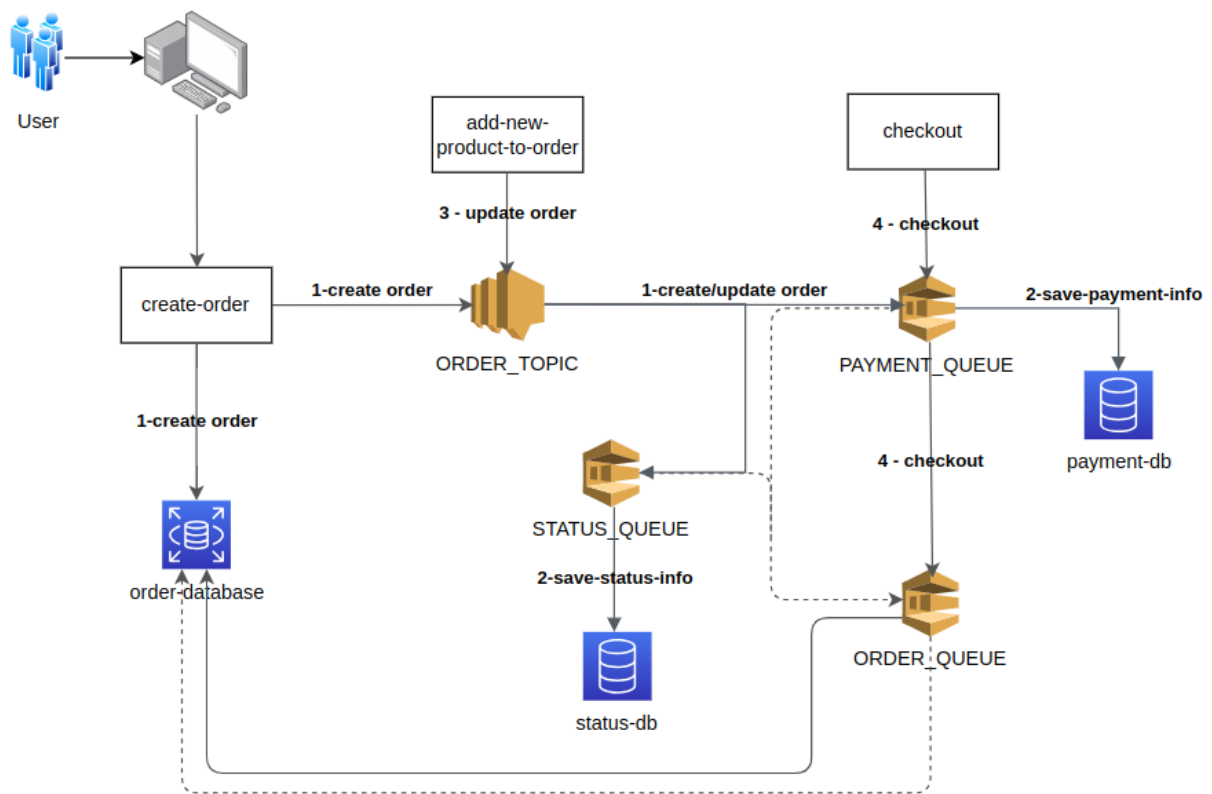 User
add-new-
product-to-order
checkout
3 - update order
4 - checkout
create-order
1-create order
1-create/update order
2-save-payment-info
ORDER_TOPIC
PAYMENT_QUEUE
1-create order
4 - checkout
payment-db
STATUS_QUEUE
2-save-status-info
order-database
ORDER_QUEUE
status-db